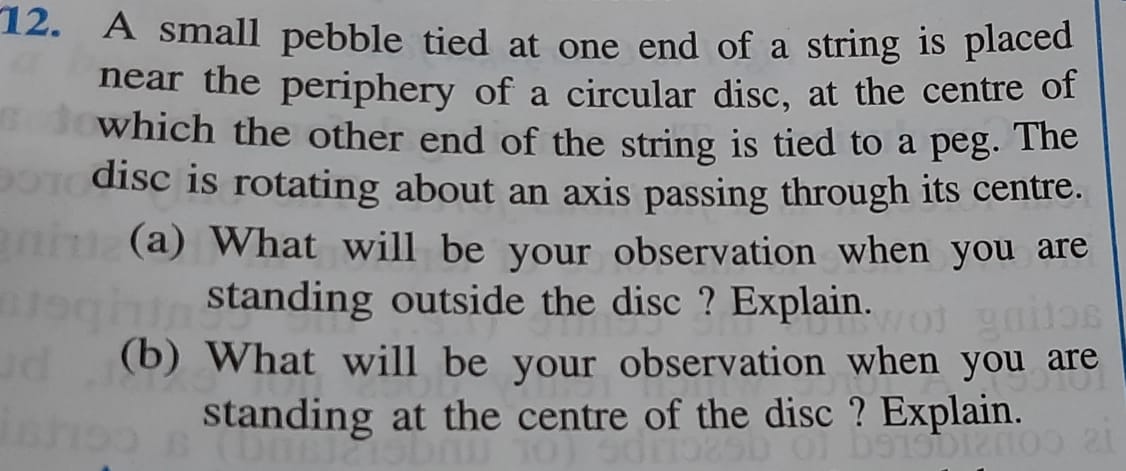 12. A small pebble tied at one end of a string is placed
near the periphery of a circular disc, at the centre of
which the other end of the string is tied to a peg. The
disc is rotating about an axis passing through its centre.
(a) What will be your observation when you are
standing outside the disc ? Explain.
(b) What will be your observation when you are
standing at the centre of the disc ? Explain.